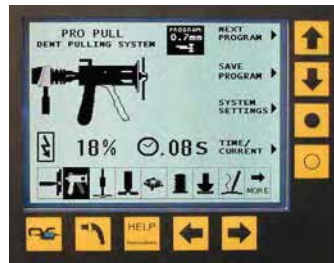 PRO PULL
DENT PULLING SYSTEM
PROGRAM
0.7mm
NEXT
PROGRAM
SAVE
PROGRAM
SYSTEM
SETTINGS
TIME/
CURRENT
18%
.08S
MORE
HELP